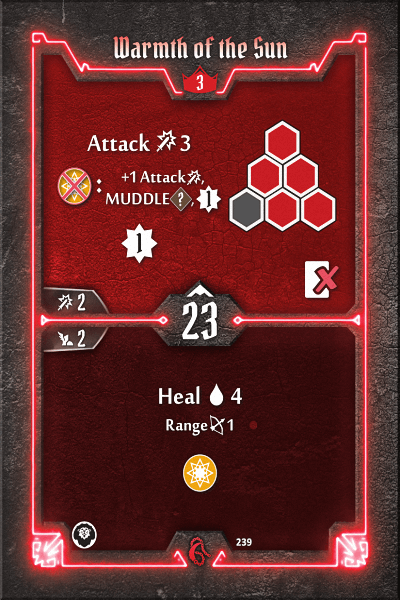 Warmth of the Sun
3
Attack 3
: +1 Attack,
MUDDLE ?, 1
1
2
23
2
Heal 4
Range 1
239